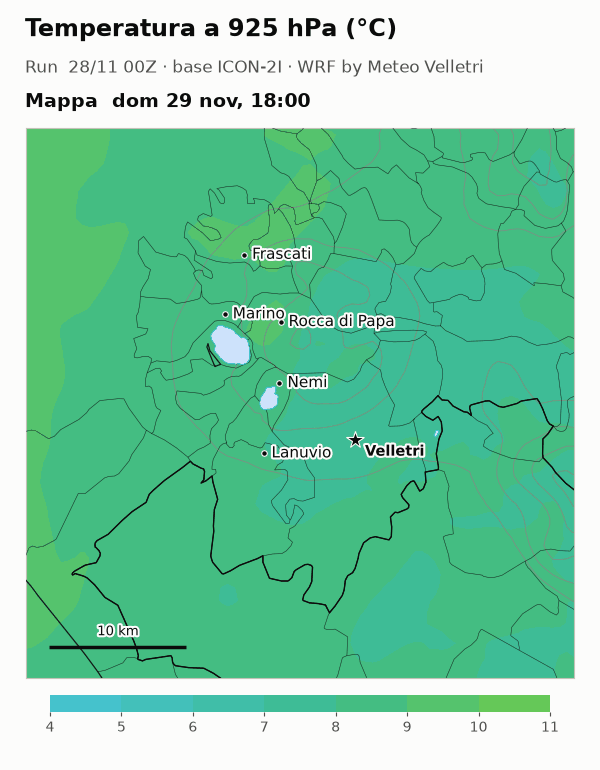 Temperatura a 925 hPa (°C)
Run  28/11 00Z · base ICON-2I · WRF by Meteo Velletri
Mappa  dom 29 nov, 18:00
Frascati
Marino
Rocca di Papa
Nemi
Velletri
Lanuvio
10 km
4 5 6 7 8 9 10 11